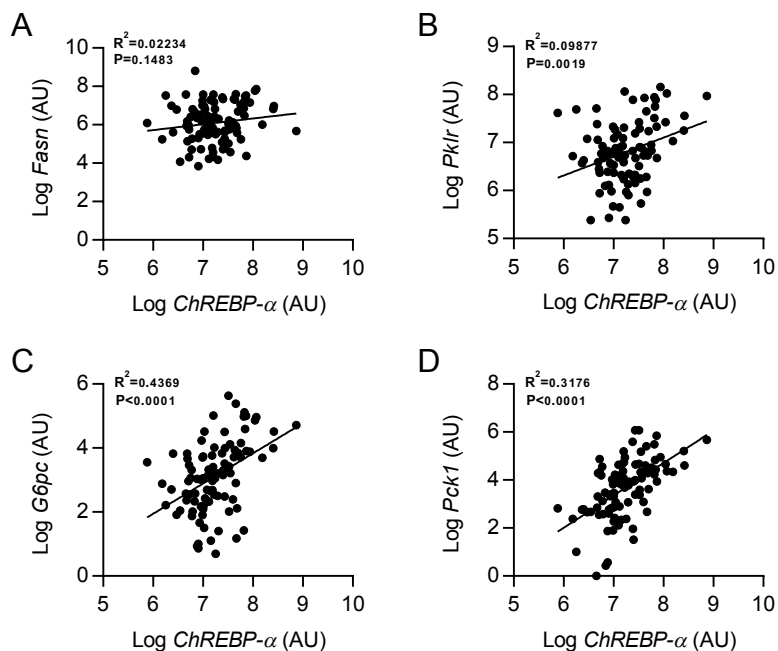 A
R²=0.02234
P=0.1483
10
8
6
4
2
0
Log Fasn (AU)
5 6 7 8 9 10
Log ChREBP-α (AU)
B
R²=0.09877
P=0.0019
9
8
7
6
5
Log Pklr (AU)
5 6 7 8 9 10
Log ChREBP-α (AU)
C
R²=0.4369
P<0.0001
6
4
2
0
Log G6pc (AU)
5 6 7 8 9 10
Log ChREBP-α (AU)
D
R²=0.3176
P<0.0001
8
6
4
2
0
Log Pck1 (AU)
5 6 7 8 9 10
Log ChREBP-α (AU)